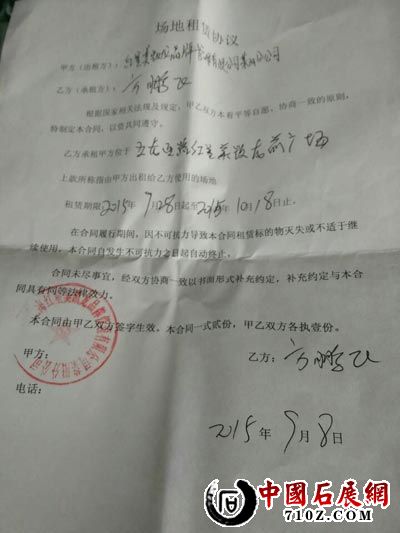 场地租赁协议
甲方（出租方）：
乙方（承租方）：方鹏飞
根据国家相关法规及规定，甲乙双方本着平等自愿、协商一致的原则，
特制定本合同，以资共同遵守。
乙方承租甲方位于
上款所称指由甲方出租给乙方使用的场地
租赁期限2015年9月28日起至2015年10月18日止。
在合同履行期间，因不可抗力导致本合同租赁标的物灭失或不适于继
续使用，本合同自发生不可抗力之日起自动终止。
合同未尽事宜，经双方协商一致以书面形式补充约定，补充约定与本合
同具有同等法律效力。
本合同由甲乙双方签字生效。本合同一式贰份，甲乙双方各执壹份。
甲方：
乙方：方鹏飞
电话：
2015年9月8日
中國石展網
710Z.COM